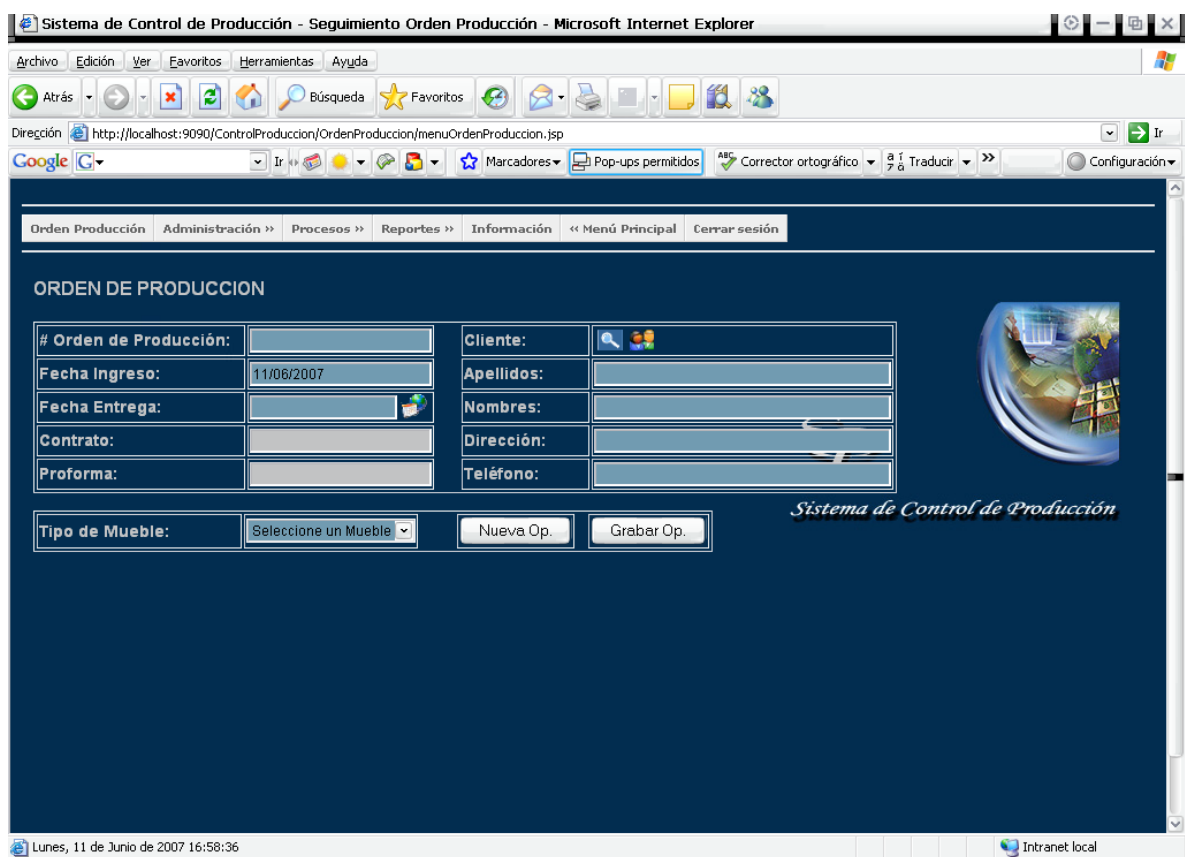 Sistema de Control de Producción - Seguimiento Orden Producción - Microsoft Internet Explorer
Archivo Edición Ver Favoritos Herramientas Ayuda
Atrás Búsqueda Favoritos
Dirección http://localhost:9090/ControlProduccion/OrdenProduccion/menuOrdenProduccion.jsp Ir
Google G Ir Marcadores Pop-ups permitidos ABC Corrector ortográfico Traducir » Configuración
Orden Producción Administración » Procesos » Reportes » Información « Menú Principal Cerrar sesión
ORDEN DE PRODUCCION
# Orden de Producción: Cliente:
Fecha Ingreso: 11/06/2007 Apellidos:
Fecha Entrega: Nombres:
Contrato: Dirección:
Proforma: Teléfono:
Sistema de Control de Producción
Tipo de Mueble: Seleccione un Mueble Nueva Op. Grabar Op.
Lunes, 11 de Junio de 2007 16:58:36 Intranet local